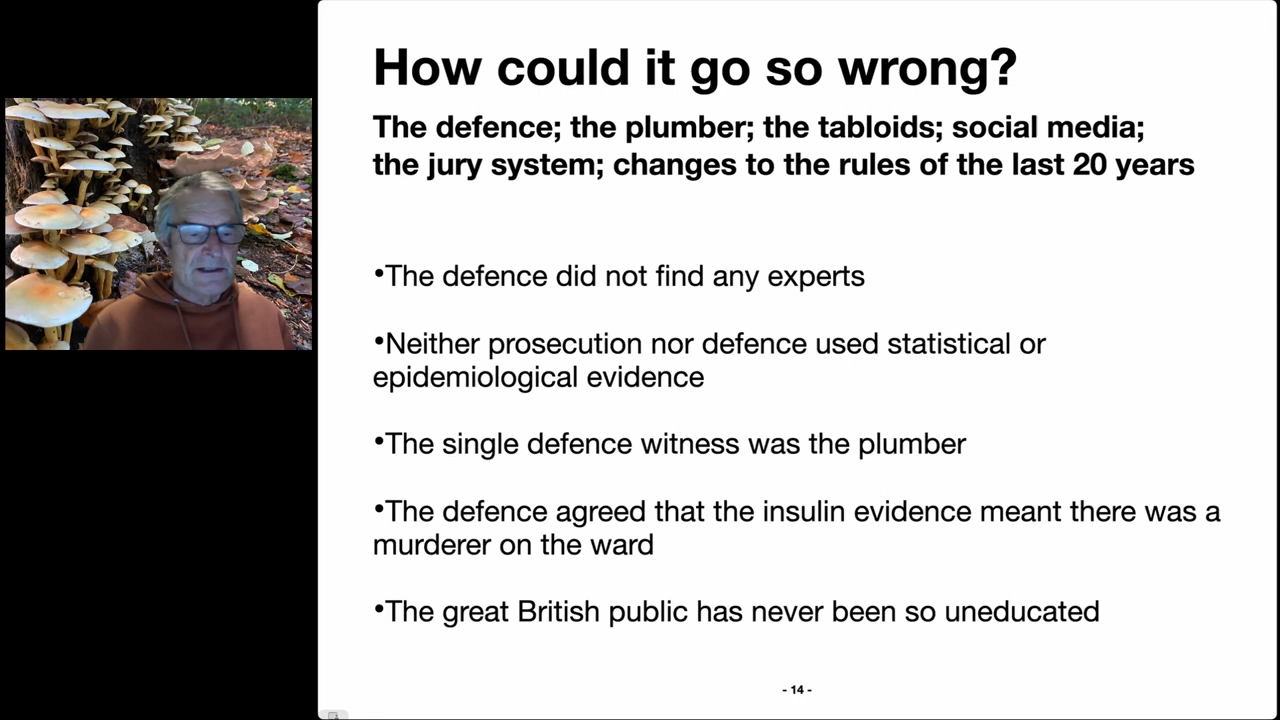 How could it go so wrong?
The defence; the plumber; the tabloids; social media;
the jury system; changes to the rules of the last 20 years
•The defence did not find any experts
•Neither prosecution nor defence used statistical or
epidemiological evidence
•The single defence witness was the plumber
•The defence agreed that the insulin evidence meant there was a
murderer on the ward
•The great British public has never been so uneducated
- 14 -